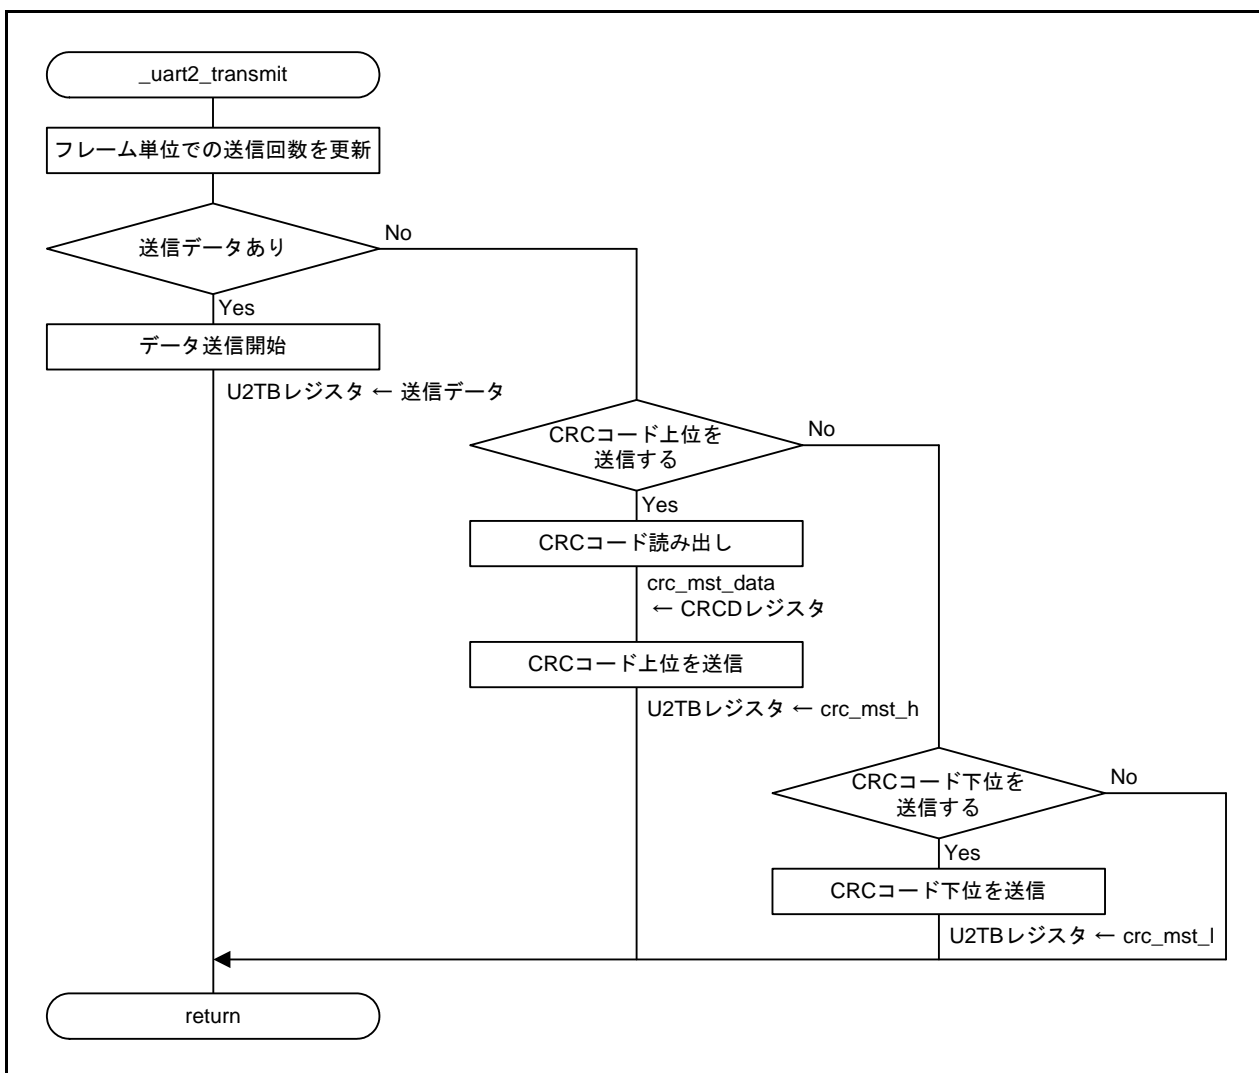 _uart2_transmit
フレーム単位での送信回数を更新
送信データあり
No
Yes
データ送信開始
U2TBレジスタ ← 送信データ
CRCコード上位を
送信する
No
Yes
CRCコード読み出し
crc_mst_data
← CRCDレジスタ
CRCコード上位を送信
U2TBレジスタ ← crc_mst_h
CRCコード下位を
送信する
No
Yes
CRCコード下位を送信
U2TBレジスタ ← crc_mst_l
return